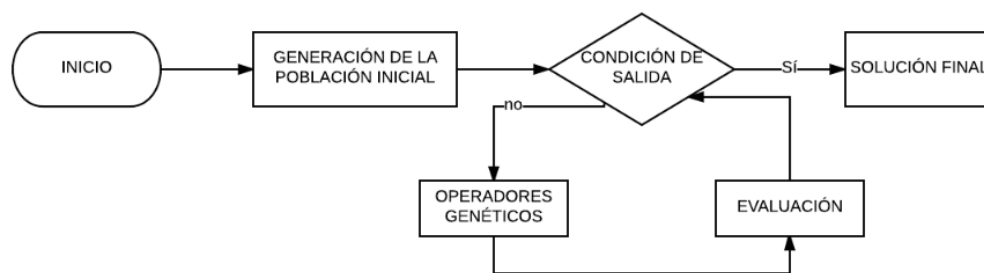 INICIO
GENERACIÓN DE LA
POBLACIÓN INICIAL
CONDICIÓN DE
SALIDA
Sí
SOLUCIÓN FINAL
no
OPERADORES
GENÉTICOS
EVALUACIÓN